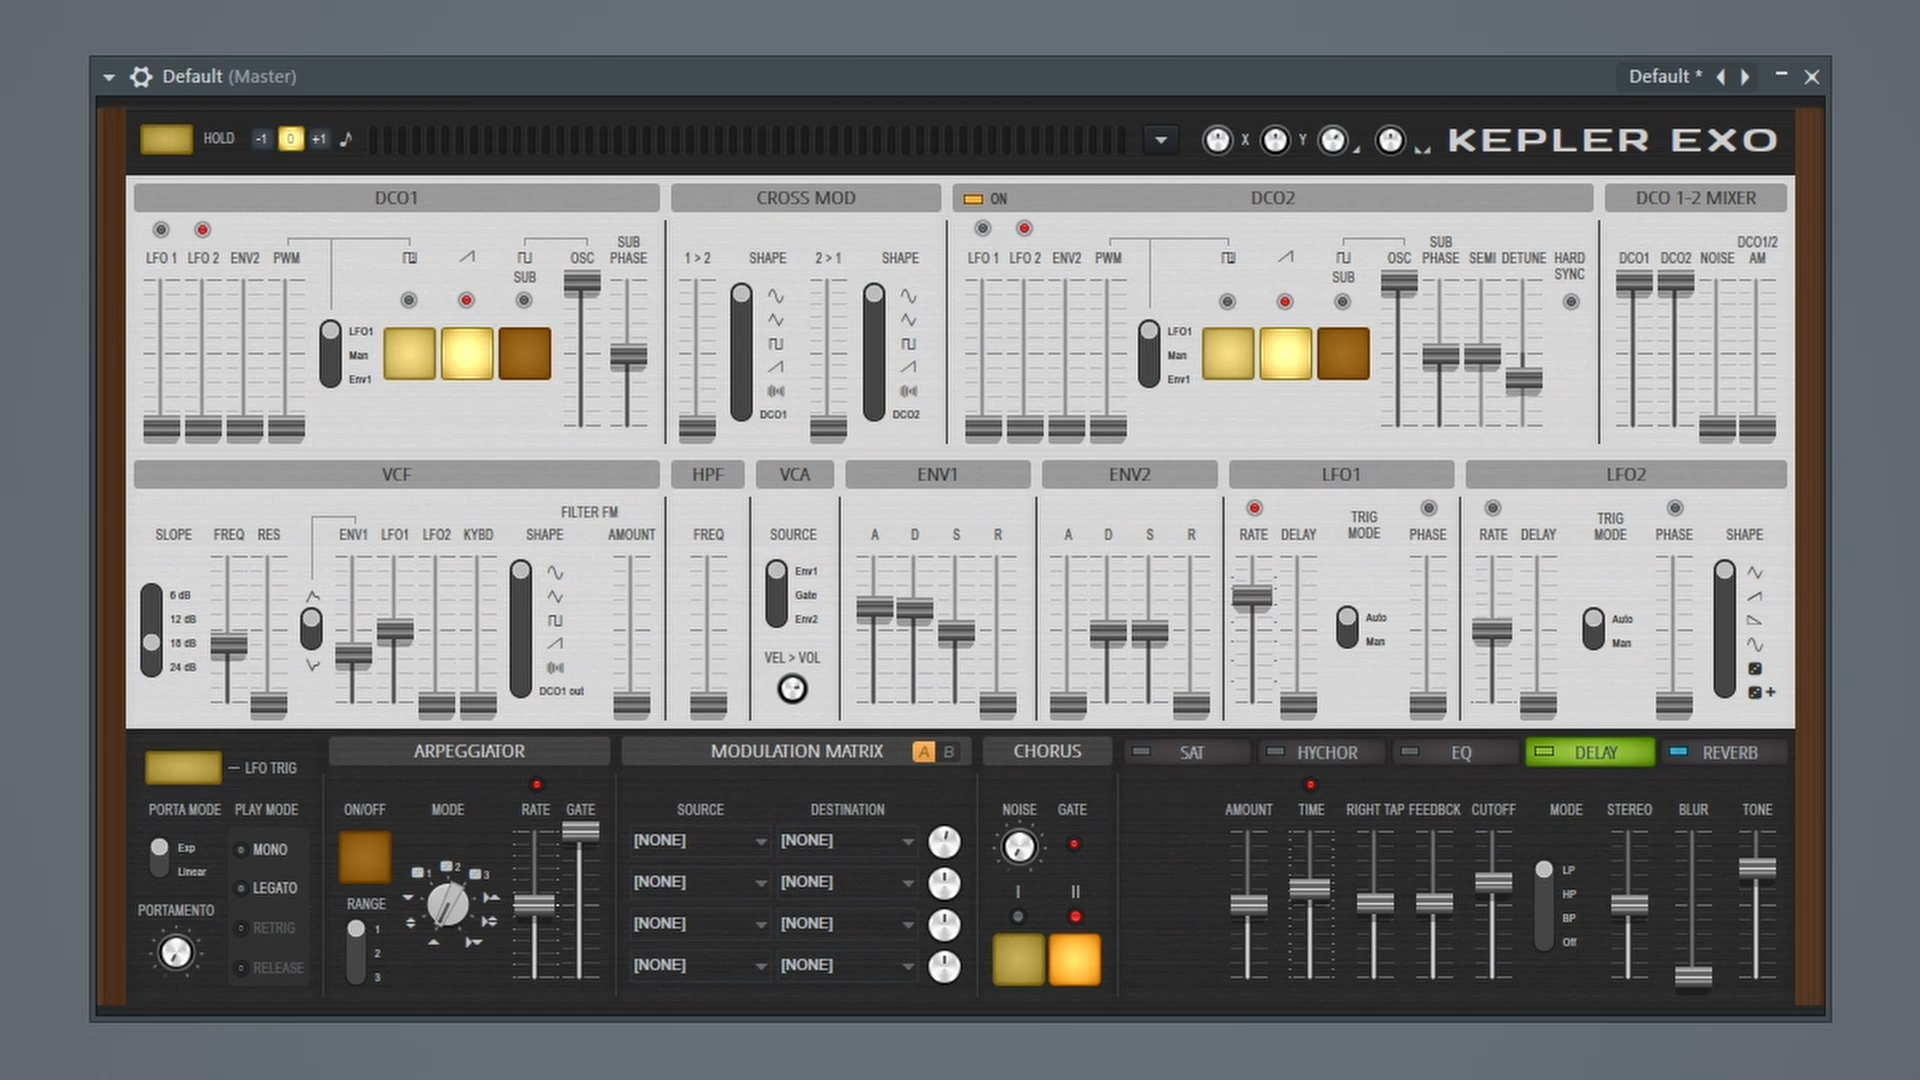 Default (Master)
Default *
HOLD -1 0 +1
X Y
KEPLER EXO
DCO1
CROSS MOD
ON
DCO2
DCO 1-2 MIXER
LFO 1 LFO 2 ENV2 PWM
SUB
OSC
SUB PHASE
LFO1
Man
Env1
1 > 2
SHAPE
DCO1
2 > 1
SHAPE
DCO2
LFO 1 LFO 2 ENV2 PWM
SUB
OSC
SUB PHASE
SEMI DETUNE
HARD SYNC
LFO1
Man
Env1
DCO1 DCO2 NOISE
DCO1/2 AM
VCF
HPF
VCA
ENV1
ENV2
LFO1
LFO2
SLOPE FREQ RES
6 dB
12 dB
18 dB
24 dB
ENV1 LFO1 LFO2 KYBD
FILTER FM
SHAPE
AMOUNT
DCO1 out
FREQ
SOURCE
Env1
Gate
Env2
VEL > VOL
A D S R
A D S R
RATE DELAY
TRIG MODE
PHASE
Auto
Man
RATE DELAY
TRIG MODE
PHASE
SHAPE
Auto
Man
+
LFO TRIG
PORTA MODE
PLAY MODE
Exp
Linear
MONO
LEGATO
RETRIG
RELEASE
PORTAMENTO
ARPEGGIATOR
ON/OFF
MODE
RATE GATE
1 2 3
RANGE
1
2
3
MODULATION MATRIX
A B
SOURCE
DESTINATION
[NONE] [NONE]
[NONE] [NONE]
[NONE] [NONE]
[NONE] [NONE]
CHORUS
NOISE GATE
I II
SAT
HYCHOR
EQ
DELAY
REVERB
AMOUNT TIME RIGHT TAP FEEDBCK CUTOFF MODE STEREO BLUR TONE
LP
HP
BP
Off